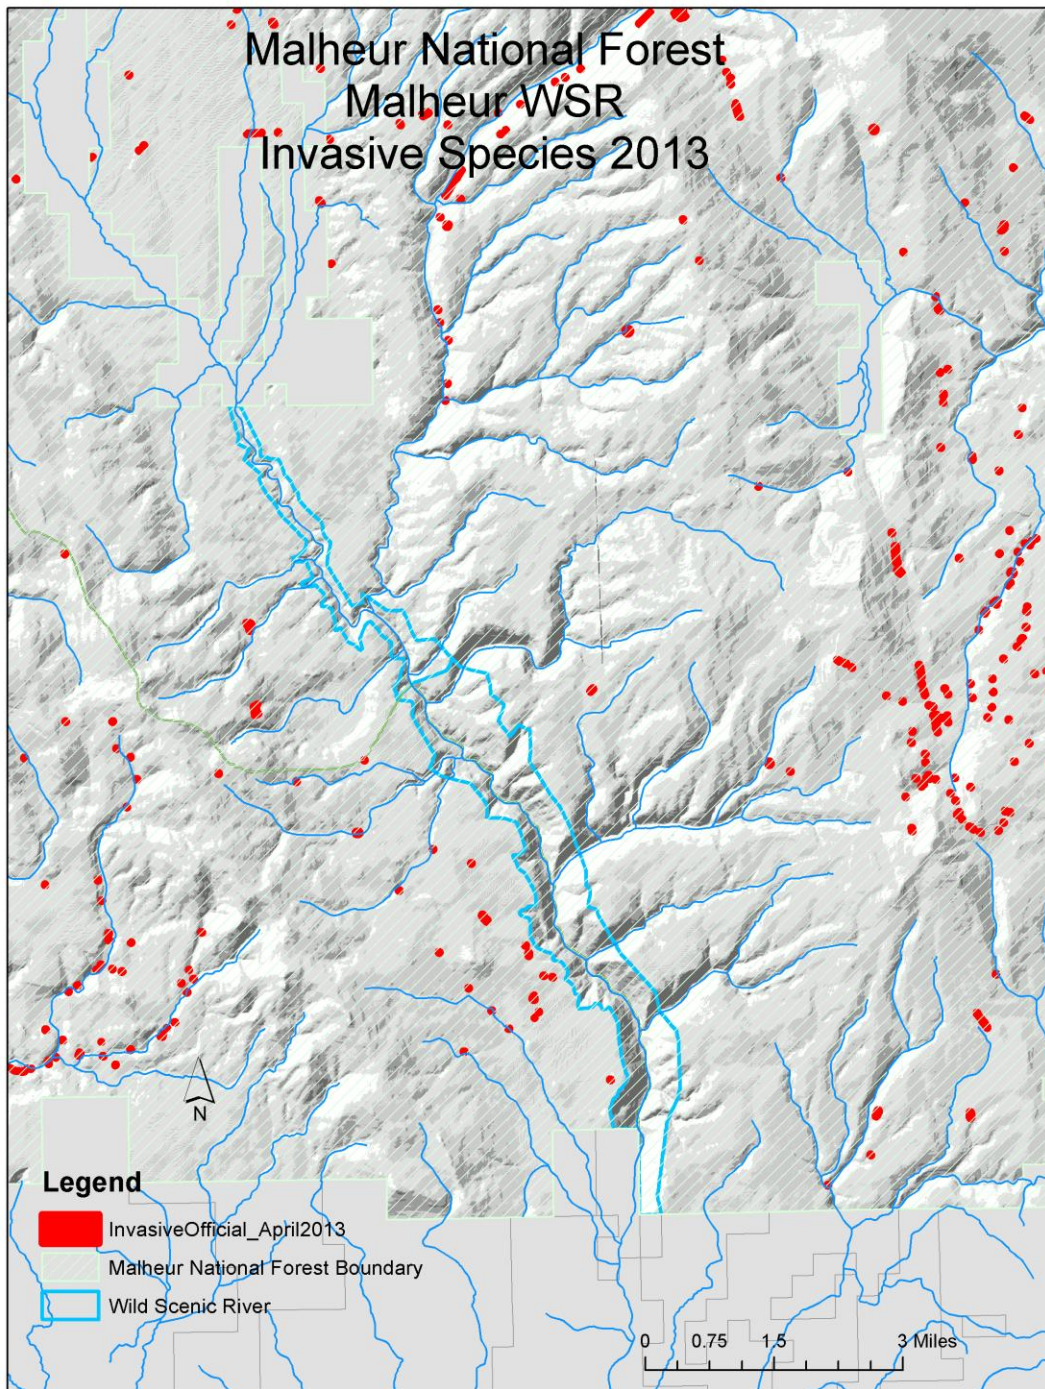 Malheur National Forest
Malheur WSR
Invasive Species 2013
N
Legend
InvasiveOfficial_April2013
Malheur National Forest Boundary
Wild Scenic River
0 0.75 1.5 3 Miles